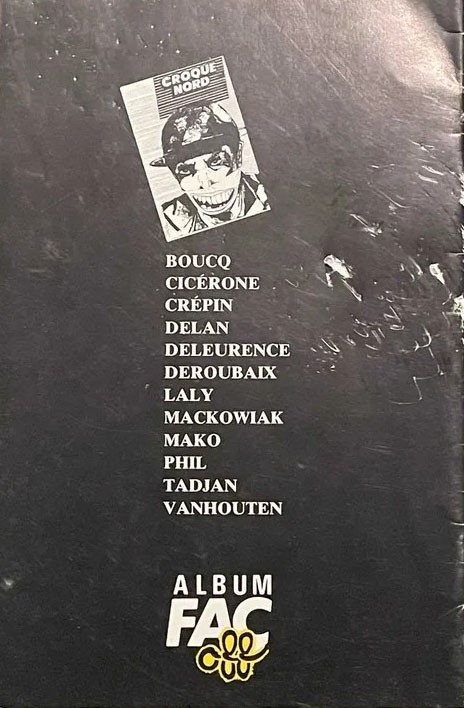 CROQUE
NORD
BOUCQ
CICÉRONE
CRÉPIN
DELAN
DELEURENCE
DEROUBAIX
LALY
MACKOWIAK
MAKO
PHIL
TADJAN
VANHOUTEN
ALBUM
FAC